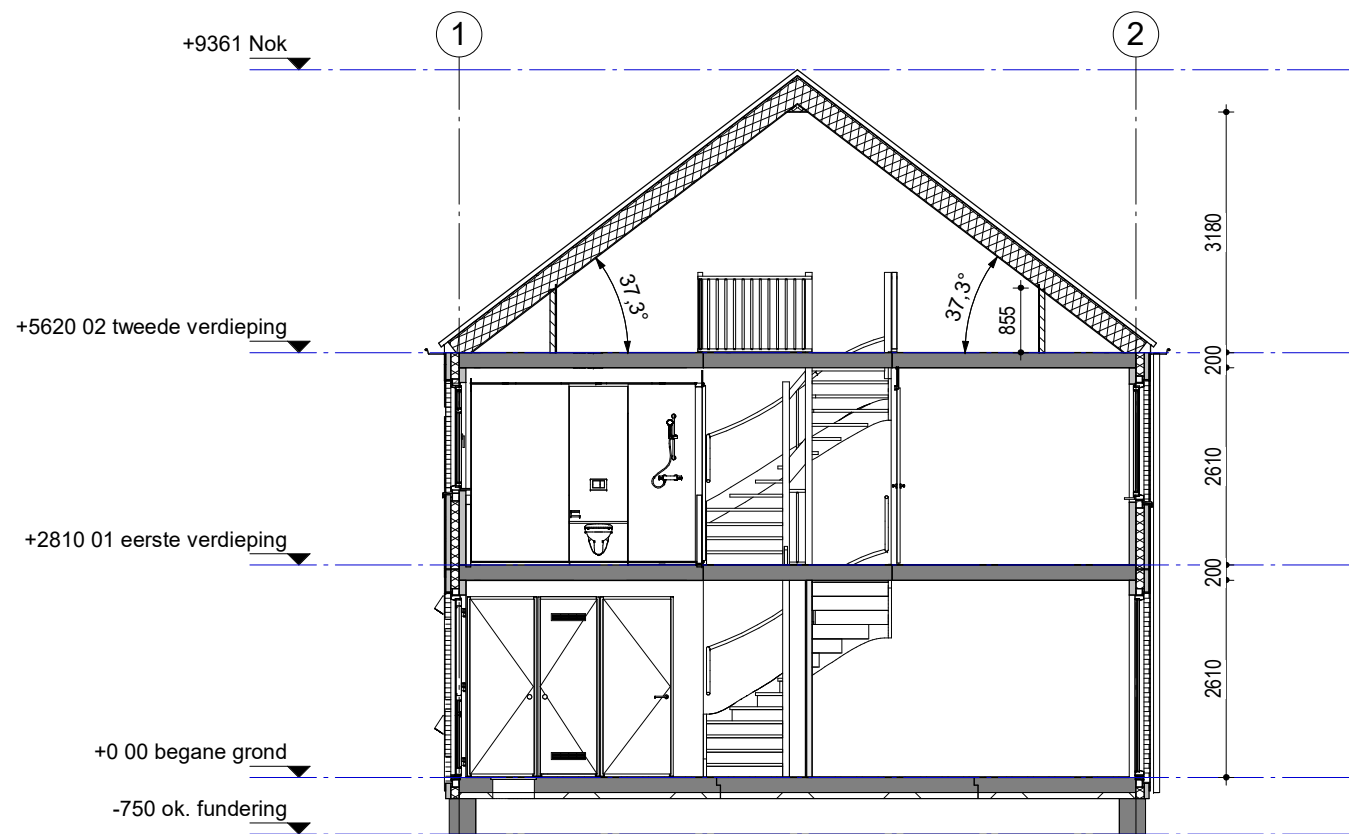 1
2
+9361 Nok
3180
37,3°
37,3°
855
+5620 02 tweede verdieping
200
2610
+2810 01 eerste verdieping
200
2610
+0 00 begane grond
-750 ok. fundering